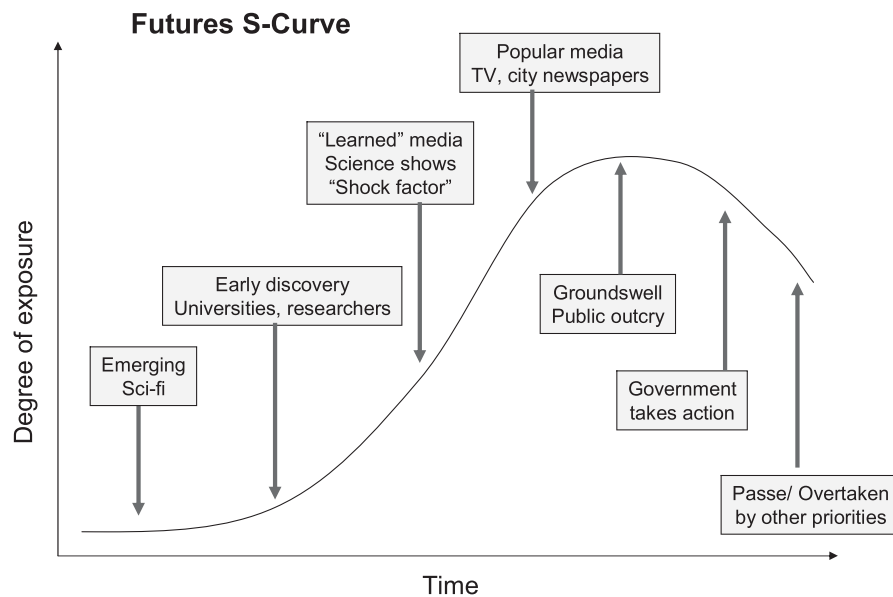 Futures S-Curve
Popular media
TV, city newspapers
“Learned” media
Science shows
“Shock factor”
Early discovery
Universities, researchers
Emerging
Sci-fi
Groundswell
Public outcry
Government
takes action
Passe/ Overtaken
by other priorities
Degree of exposure
Time